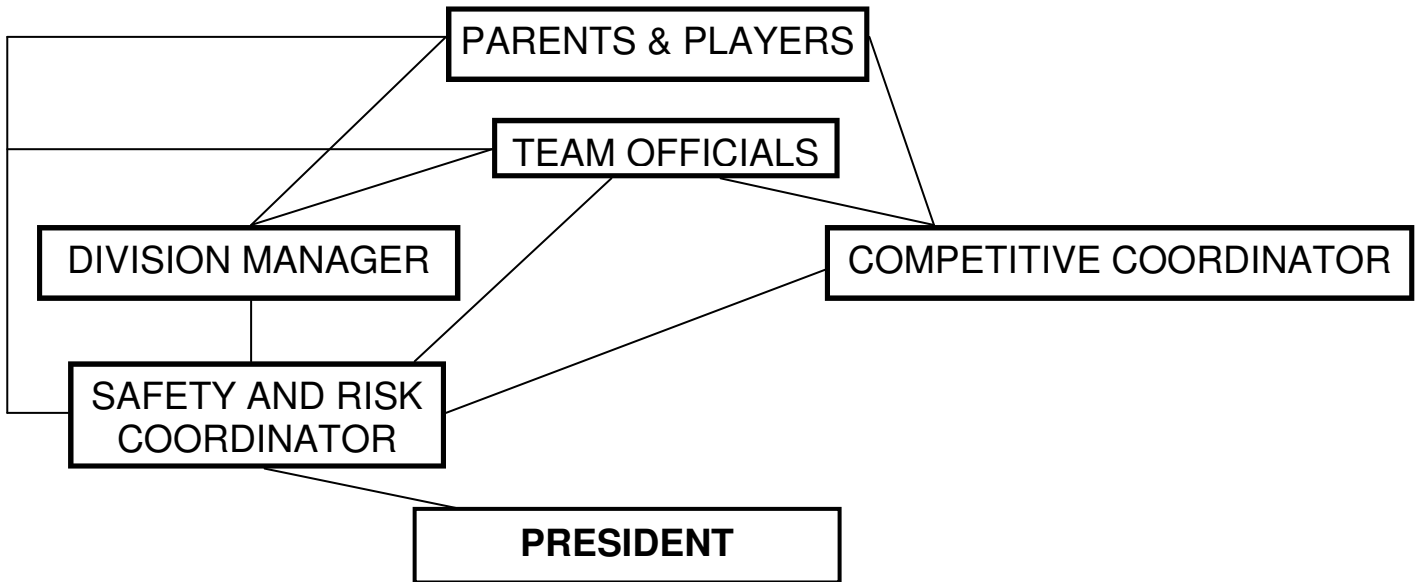 PARENTS & PLAYERS
TEAM OFFICIALS
DIVISION MANAGER
COMPETITIVE COORDINATOR
SAFETY AND RISK
COORDINATOR
PRESIDENT